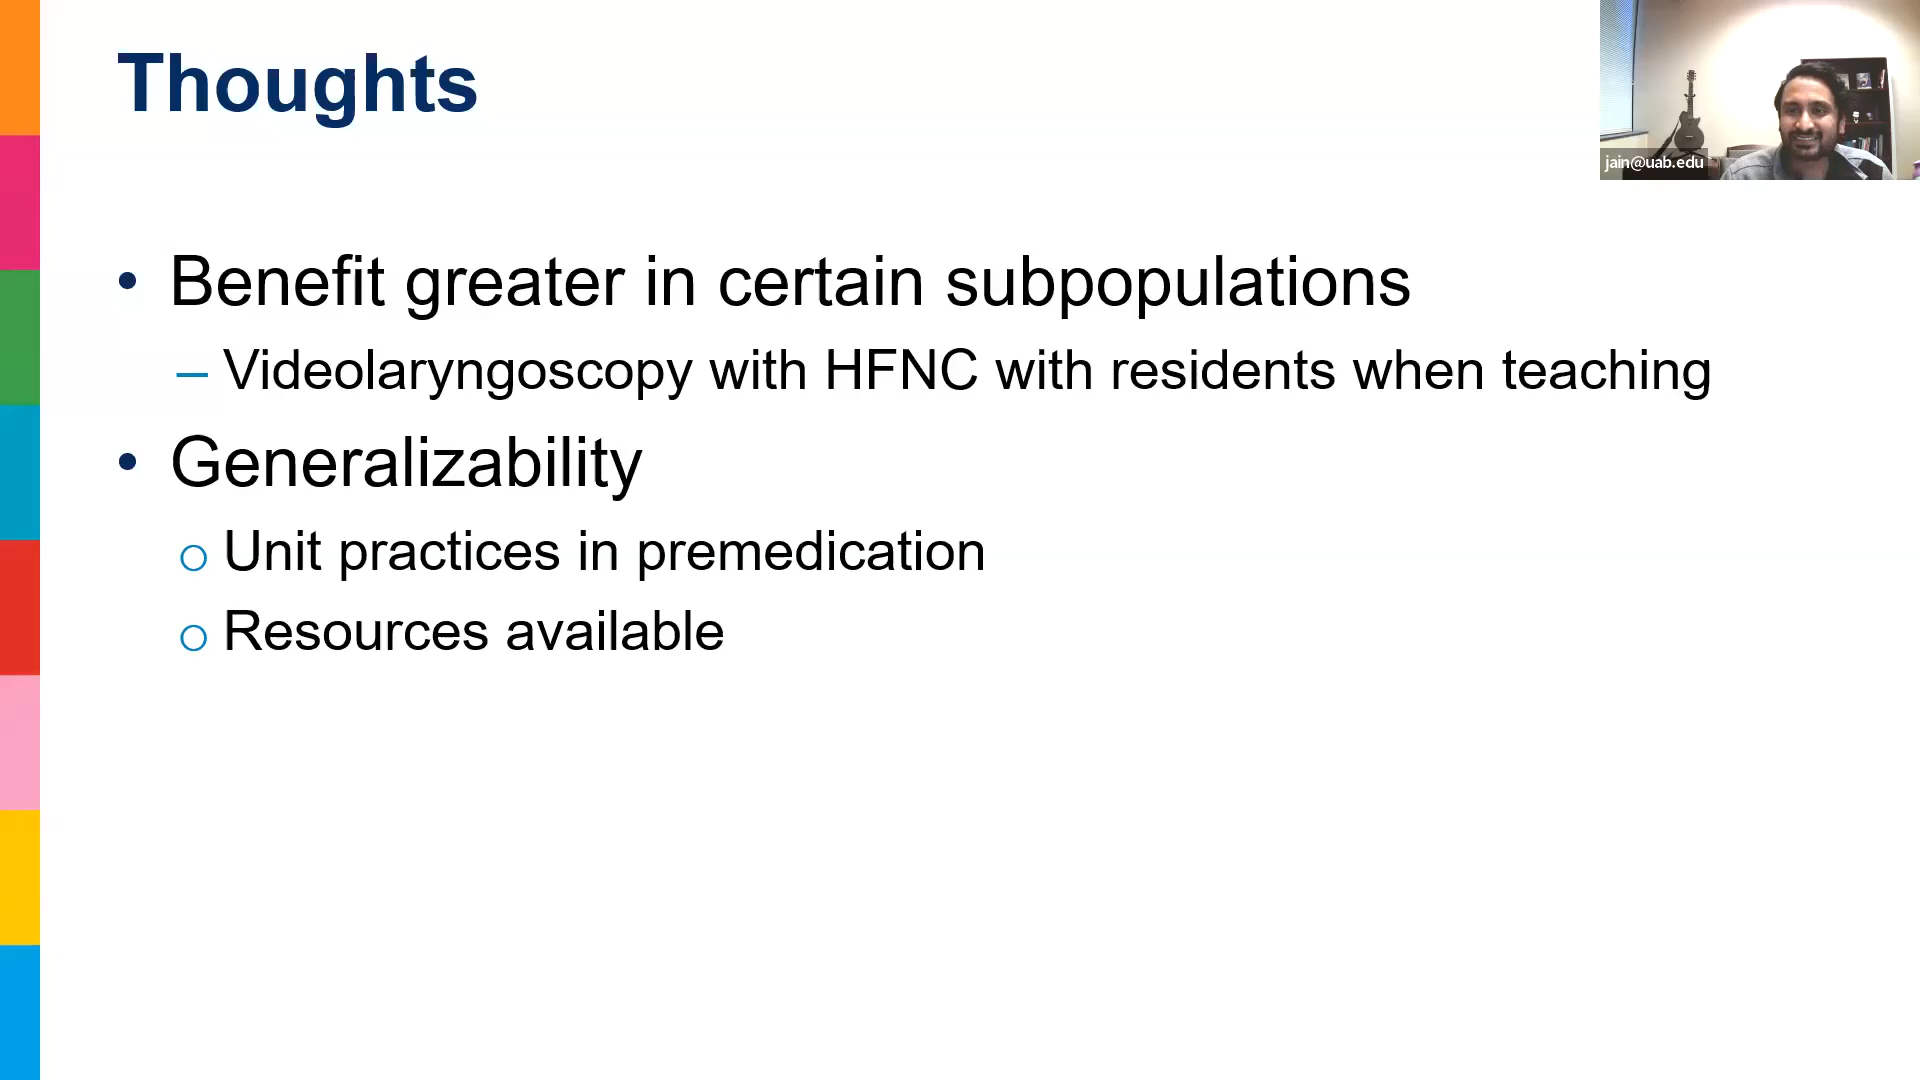 Thoughts
jain@uab.edu
• Benefit greater in certain subpopulations
– Videolaryngoscopy with HFNC with residents when teaching
• Generalizability
o Unit practices in premedication
o Resources available